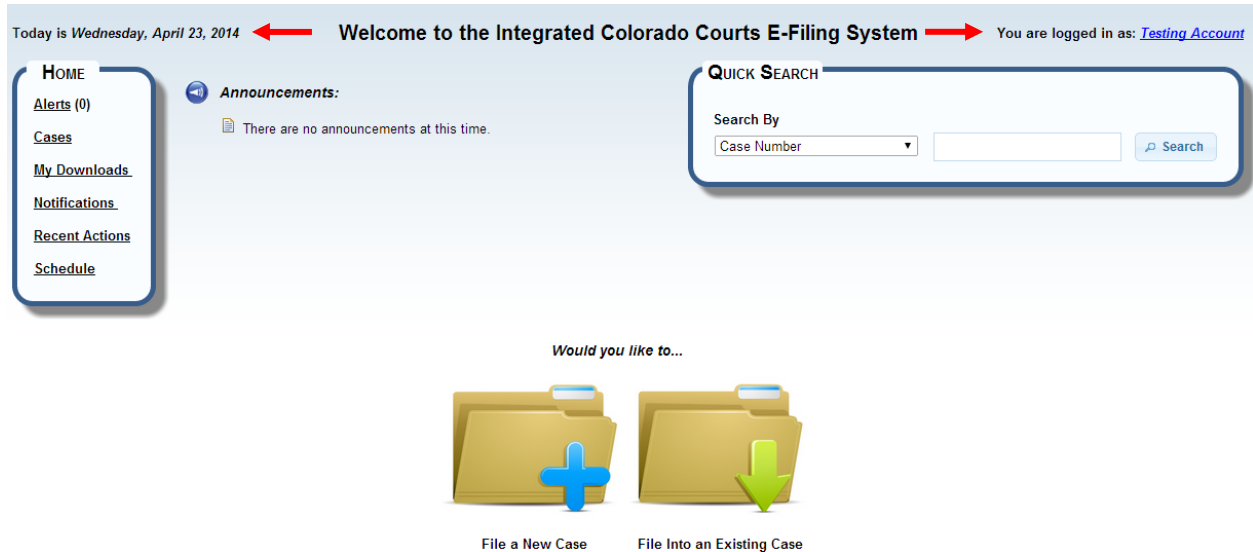 Today is Wednesday, April 23, 2014
Welcome to the Integrated Colorado Courts E-Filing System
You are logged in as: Testing Account
HOME
Alerts (0)
Cases
My Downloads
Notifications
Recent Actions
Schedule
Announcements:
There are no announcements at this time.
QUICK SEARCH
Search By
Case Number
Search
Would you like to...
File a New Case
File Into an Existing Case